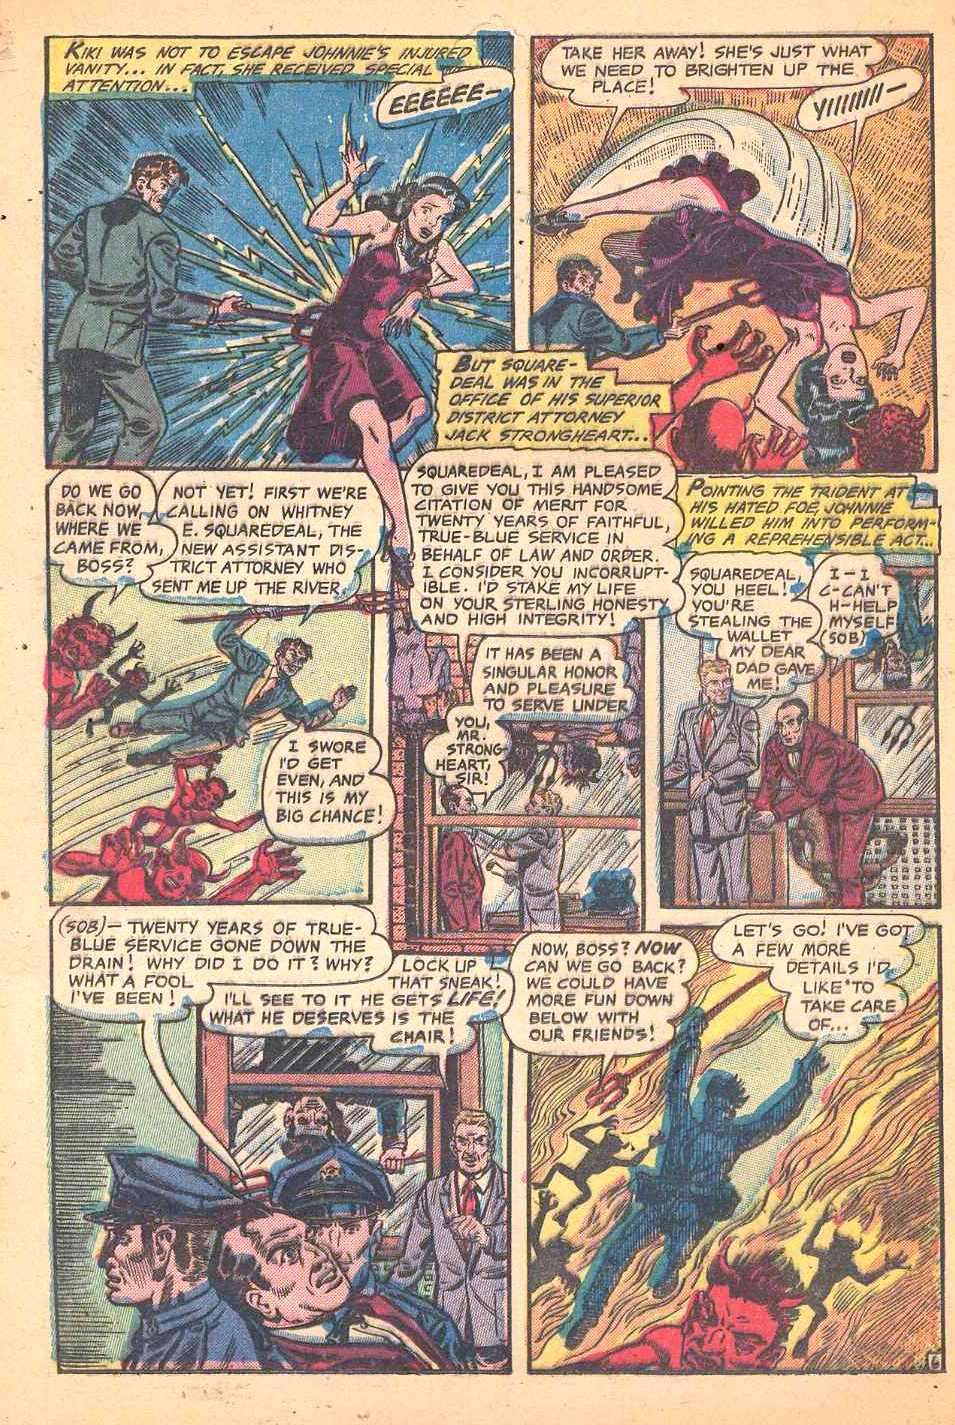 KIKI WAS NOT TO ESCAPE JOHNNIE'S INJURED
VANITY... IN FACT, SHE RECEIVED SPECIAL
ATTENTION...
EEEEEE—
TAKE HER AWAY! SHE'S JUST WHAT
WE NEED TO BRIGHTEN UP THE
PLACE!
YIIIIIIII—
BUT SQUARE-
DEAL WAS IN THE
OFFICE OF HIS SUPERIOR
DISTRICT ATTORNEY
JACK STRONGHEART...
DO WE GO
BACK NOW,
WHERE WE
CAME FROM,
BOSS?
NOT YET! FIRST WE'RE
CALLING ON WHITNEY
E. SQUAREDEAL, THE
NEW ASSISTANT DIS-
TRICT ATTORNEY WHO
SENT ME UP THE RIVER.
I SWORE
I'D GET
EVEN, AND
THIS IS MY
BIG CHANCE!
SQUAREDEAL, I AM PLEASED
TO GIVE YOU THIS HANDSOME
CITATION OF MERIT FOR
TWENTY YEARS OF FAITHFUL,
TRUE-BLUE SERVICE IN
BEHALF OF LAW AND ORDER.
I CONSIDER YOU INCORRUPT-
IBLE. I'D STAKE MY LIFE
ON YOUR STERLING HONESTY
AND HIGH INTEGRITY!
IT HAS BEEN A
SINGULAR HONOR
AND PLEASURE
TO SERVE UNDER
YOU,
MR.
STRONG-
HEART,
SIR!
POINTING THE TRIDENT AT
HIS HATED FOE, JOHNNIE
WILLED HIM INTO PERFORM-
ING A REPREHENSIBLE ACT...
SQUAREDEAL,
YOU HEEL!
YOU'RE
STEALING THE
WALLET
MY DEAR
DAD GAVE
ME!
I-I
C-CAN'T
H-HELP
MYSELF
(SOB)
(SOB)— TWENTY YEARS OF TRUE-
BLUE SERVICE GONE DOWN THE
DRAIN! WHY DID I DO IT? WHY?
WHAT A FOOL
I'VE BEEN!
LOCK UP
THAT SNEAK!
I'LL SEE TO IT HE GETS LIFE!
WHAT HE DESERVES IS THE
CHAIR!
NOW, BOSS? NOW
CAN WE GO BACK?
WE COULD HAVE
MORE FUN DOWN
BELOW WITH
OUR FRIENDS!
LET'S GO! I'VE GOT
A FEW MORE
DETAILS I'D
LIKE TO
TAKE CARE
OF...
6